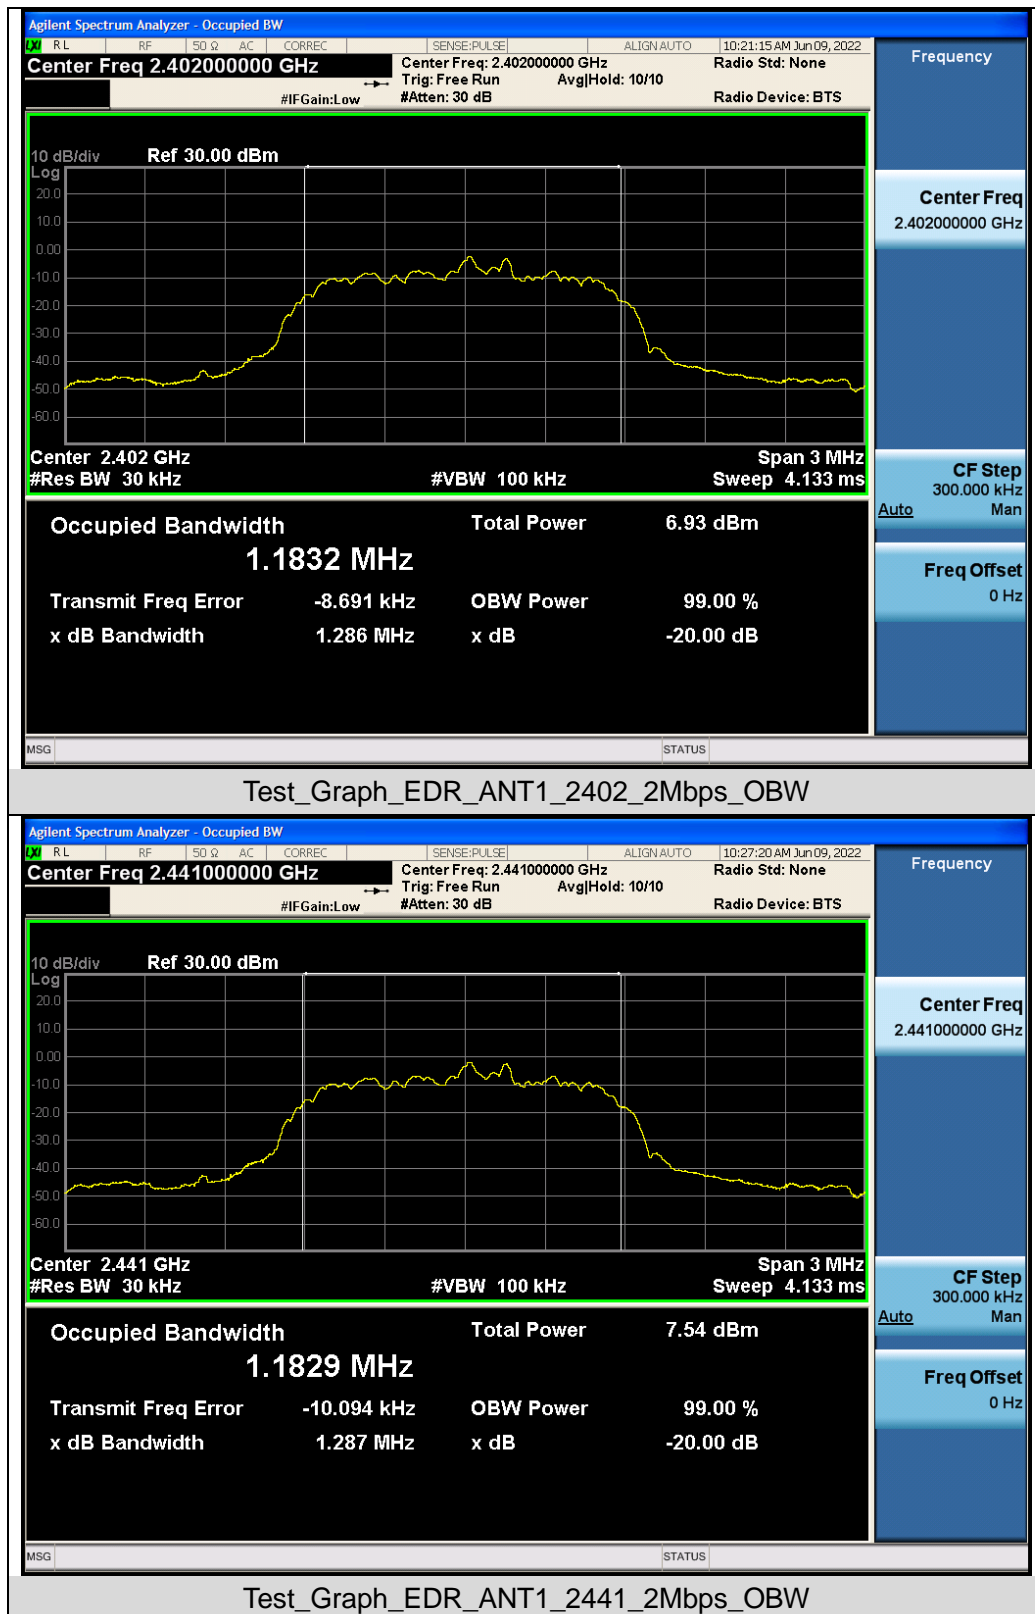 Agilent Spectrum Analyzer - Occupied BW
LXI RL RF 50 Ω AC CORREC SENSE:PULSE ALIGN AUTO 10:21:15 AM Jun 09, 2022
Center Freq 2.402000000 GHz
Center Freq: 2.402000000 GHz
Radio Std: None
Trig: Free Run Avg|Hold: 10/10
#IFGain:Low #Atten: 30 dB Radio Device: BTS
Frequency
10 dB/div Ref 30.00 dBm
Log
20.0
10.0
0.00
-10.0
-20.0
-30.0
-40.0
-50.0
-60.0
Center 2.402 GHz Span 3 MHz
#Res BW 30 kHz #VBW 100 kHz Sweep 4.133 ms
Center Freq
2.402000000 GHz
CF Step
300.000 kHz
Auto Man
Freq Offset
0 Hz
Occupied Bandwidth Total Power 6.93 dBm
1.1832 MHz
Transmit Freq Error -8.691 kHz OBW Power 99.00 %
x dB Bandwidth 1.286 MHz x dB -20.00 dB
MSG STATUS
Test_Graph_EDR_ANT1_2402_2Mbps_OBW
Agilent Spectrum Analyzer - Occupied BW
LXI RL RF 50 Ω AC CORREC SENSE:PULSE ALIGN AUTO 10:27:20 AM Jun 09, 2022
Center Freq 2.441000000 GHz
Center Freq: 2.441000000 GHz
Radio Std: None
Trig: Free Run Avg|Hold: 10/10
#IFGain:Low #Atten: 30 dB Radio Device: BTS
Frequency
10 dB/div Ref 30.00 dBm
Log
20.0
10.0
0.00
-10.0
-20.0
-30.0
-40.0
-50.0
-60.0
Center 2.441 GHz Span 3 MHz
#Res BW 30 kHz #VBW 100 kHz Sweep 4.133 ms
Center Freq
2.441000000 GHz
CF Step
300.000 kHz
Auto Man
Freq Offset
0 Hz
Occupied Bandwidth Total Power 7.54 dBm
1.1829 MHz
Transmit Freq Error -10.094 kHz OBW Power 99.00 %
x dB Bandwidth 1.287 MHz x dB -20.00 dB
MSG STATUS
Test_Graph_EDR_ANT1_2441_2Mbps_OBW